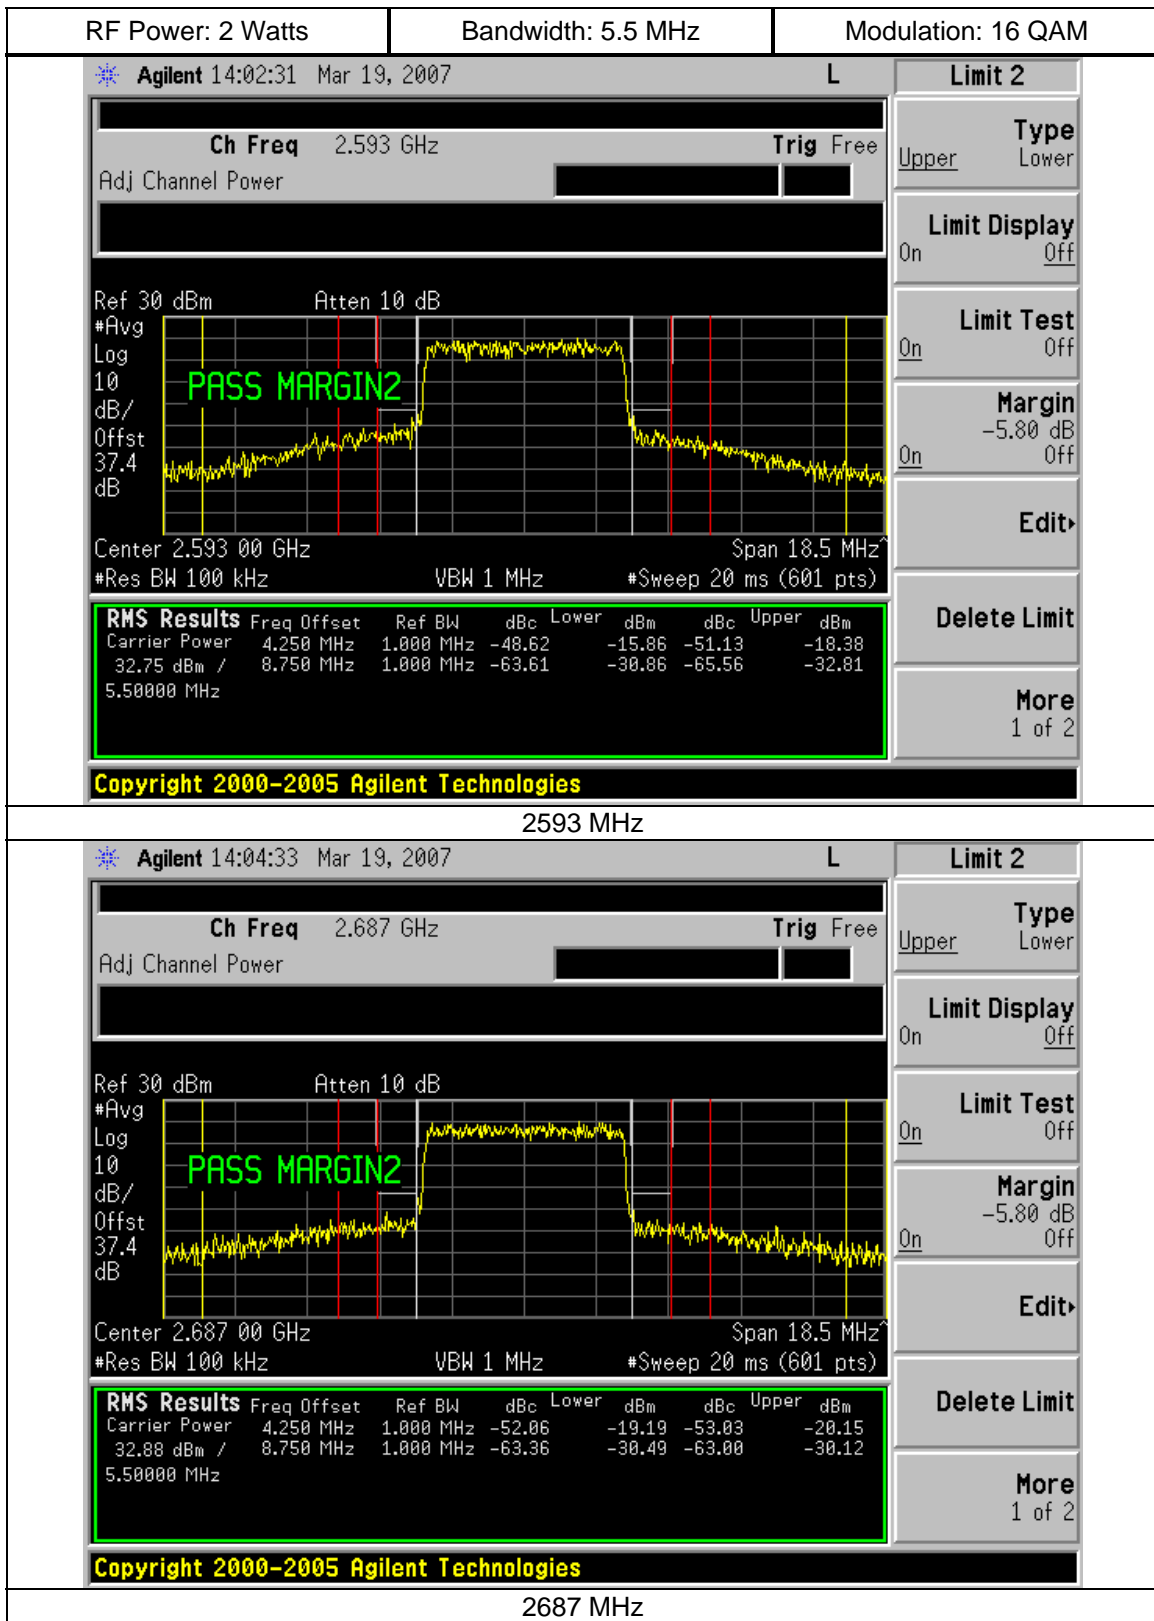 RF Power: 2 Watts Bandwidth: 5.5 MHz Modulation: 16 QAM
Agilent 14:02:31 Mar 19, 2007 L Limit 2
Ch Freq 2.593 GHz Trig Free
Adj Channel Power
Type
Upper Lower
Limit Display
On Off
Ref 30 dBm Atten 10 dB
#Avg
Log
10
dB/
Offst
37.4
dB
PASS MARGIN2
Limit Test
On Off
Margin
-5.80 dB
On Off
Center 2.593 00 GHz Span 18.5 MHz^
#Res BW 100 kHz VBW 1 MHz #Sweep 20 ms (601 pts)
Edit
RMS Results Freq Offset Ref BW dBc Lower dBm dBc Upper dBm
Carrier Power 4.250 MHz 1.000 MHz -48.62 -15.86 -51.13 -18.38
32.75 dBm / 8.750 MHz 1.000 MHz -63.61 -30.86 -65.56 -32.81
5.50000 MHz
Delete Limit
More
1 of 2
Copyright 2000-2005 Agilent Technologies
2593 MHz
Agilent 14:04:33 Mar 19, 2007 L Limit 2
Ch Freq 2.687 GHz Trig Free
Adj Channel Power
Type
Upper Lower
Limit Display
On Off
Ref 30 dBm Atten 10 dB
#Avg
Log
10
dB/
Offst
37.4
dB
PASS MARGIN2
Limit Test
On Off
Margin
-5.80 dB
On Off
Center 2.687 00 GHz Span 18.5 MHz^
#Res BW 100 kHz VBW 1 MHz #Sweep 20 ms (601 pts)
Edit
RMS Results Freq Offset Ref BW dBc Lower dBm dBc Upper dBm
Carrier Power 4.250 MHz 1.000 MHz -52.06 -19.19 -53.03 -20.15
32.88 dBm / 8.750 MHz 1.000 MHz -63.36 -30.49 -63.00 -30.12
5.50000 MHz
Delete Limit
More
1 of 2
Copyright 2000-2005 Agilent Technologies
2687 MHz